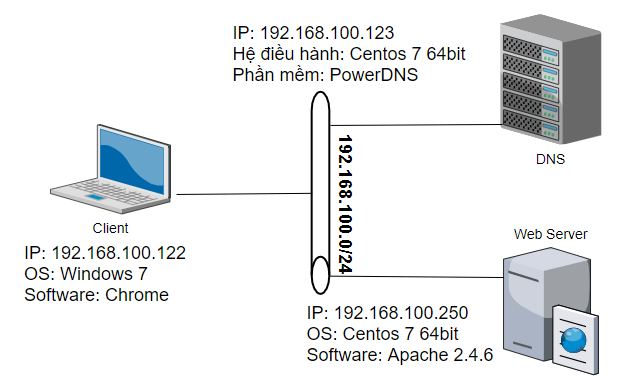 IP: 192.168.100.123
Hệ điều hành: Centos 7 64bit
Phần mềm: PowerDNS
DNS
192.168.100.0/24
Client
IP: 192.168.100.122
OS: Windows 7
Software: Chrome
Web Server
IP: 192.168.100.250
OS: Centos 7 64bit
Software: Apache 2.4.6